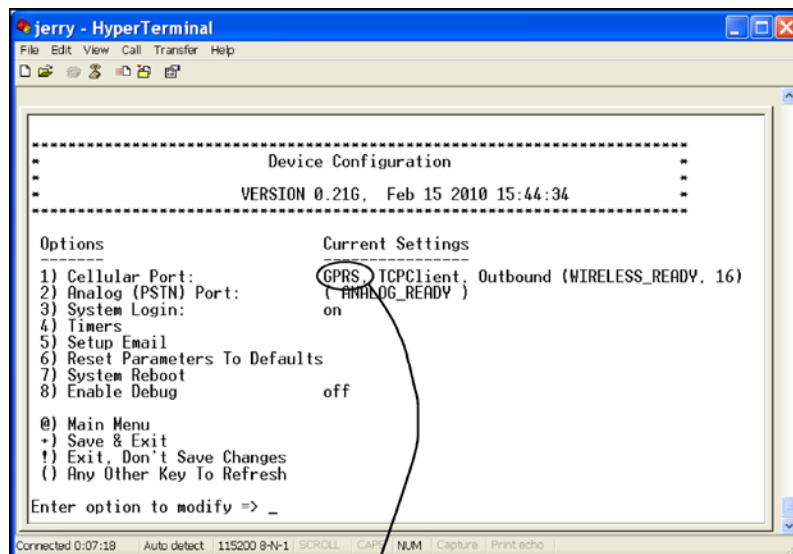 jerry - HyperTerminal
File Edit View Call Transfer Help
************************************************************************
* Device Configuration *
* *
* VERSION 0.21G, Feb 15 2010 15:44:34 *
************************************************************************
Options Current Settings
------- ----------------
1) Cellular Port: GPRS, TCPClient, Outbound (WIRELESS_READY, 16)
2) Analog (PSTN) Port: ( ANALOG_READY )
3) System Login: on
4) Timers
5) Setup Email
6) Reset Parameters To Defaults
7) System Reboot
8) Enable Debug off
@) Main Menu
+) Save & Exit
!) Exit, Don't Save Changes
() Any Other Key To Refresh
Enter option to modify => _
Connected 0:07:18 Auto detect 115200 8-N-1 SCROLL CAPS NUM Capture Print echo